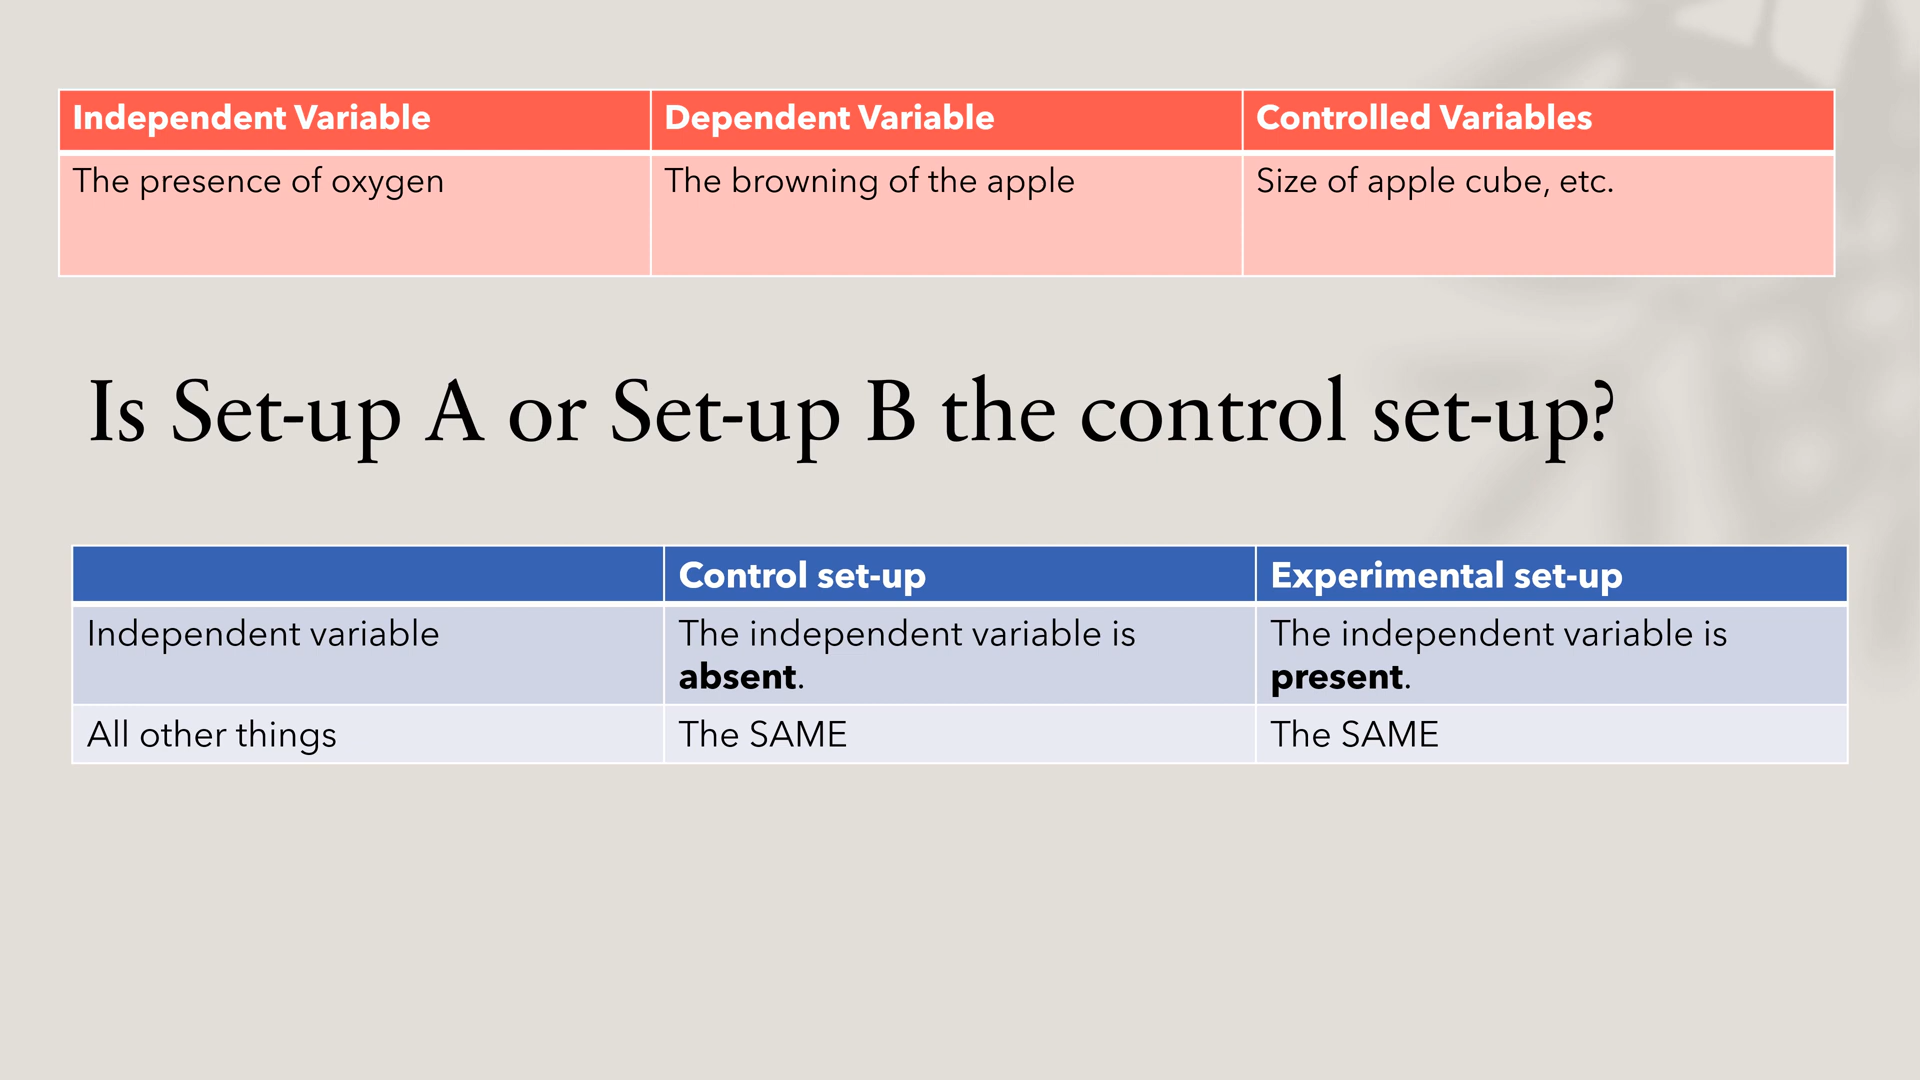 Independent Variable
Dependent Variable
Controlled Variables
The presence of oxygen
The browning of the apple
Size of apple cube, etc.
Is Set-up A or Set-up B the control set-up?
Control set-up
Experimental set-up
Independent variable
The independent variable is
absent.
The independent variable is
present.
All other things
The SAME
The SAME